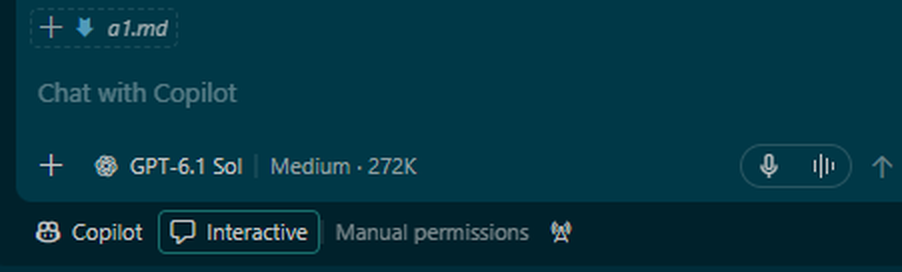 a1.md
Chat with Copilot
GPT-6.1 Sol Medium · 272K
Copilot Interactive Manual permissions